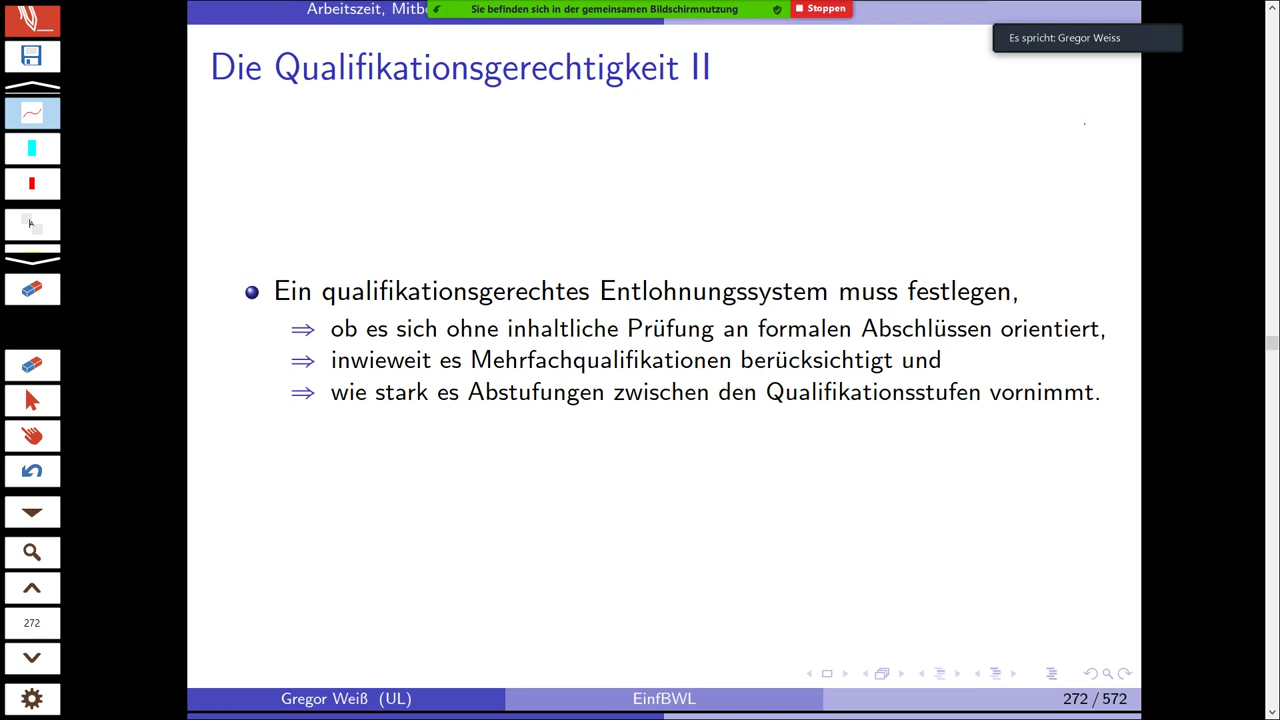 Arbeitszeit, Mitb
Sie befinden sich in der gemeinsamen Bildschirmnutzung
Stoppen
Es spricht: Gregor Weiss
Die Qualifikationsgerechtigkeit II
Ein qualifikationsgerechtes Entlohnungssystem muss festlegen,
⇒ ob es sich ohne inhaltliche Prüfung an formalen Abschlüssen orientiert,
⇒ inwieweit es Mehrfachqualifikationen berücksichtigt und
⇒ wie stark es Abstufungen zwischen den Qualifikationsstufen vornimmt.
272
Gregor Weiß (UL)
EinfBWL
272 / 572